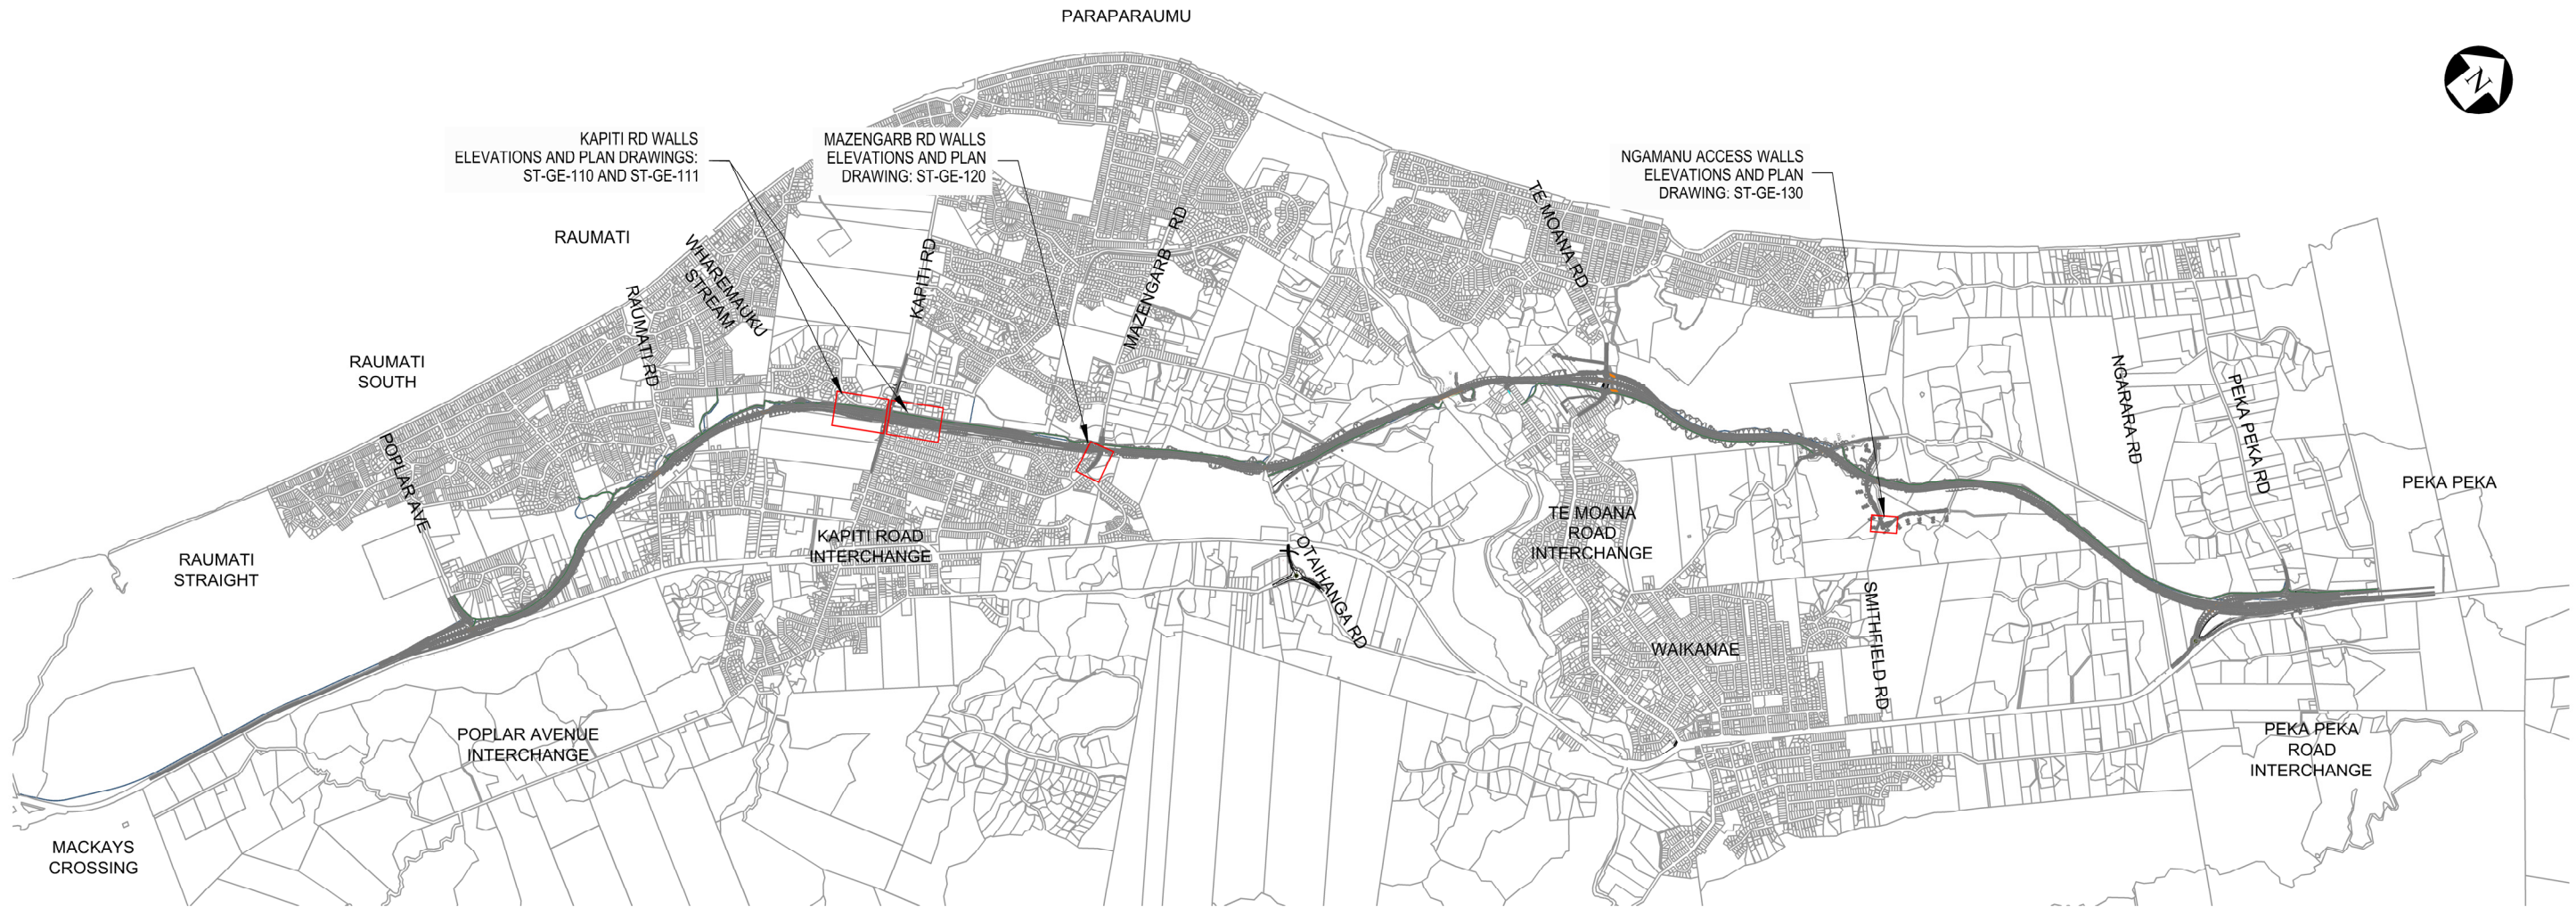 PARAPARAUMU
N
KAPITI RD WALLS
ELEVATIONS AND PLAN DRAWINGS:
ST-GE-110 AND ST-GE-111
MAZENGARB RD WALLS
ELEVATIONS AND PLAN
DRAWING: ST-GE-120
NGAMANU ACCESS WALLS
ELEVATIONS AND PLAN
DRAWING: ST-GE-130
RAUMATI
WHAREMAUKU
STREAM
KAPITI RD
MAZENGARB RD
TE MOANA RD
RAUMATI RD
RAUMATI
SOUTH
POPLAR AVE
NGARARA RD
PEKA PEKA RD
PEKA PEKA
RAUMATI
STRAIGHT
KAPITI ROAD
INTERCHANGE
OTAIHANGA RD
TE MOANA
ROAD
INTERCHANGE
SMITHFIELD RD
WAIKANAE
POPLAR AVENUE
INTERCHANGE
PEKA PEKA
ROAD
INTERCHANGE
MACKAYS
CROSSING